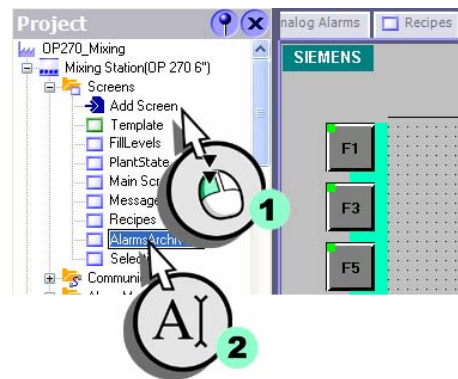 Project
nalog Alarms
Recipes
OP270_Mixing
SIEMENS
Mixing Station(OP 270 6")
Screens
Add Screen
Template
FillLevels
PlantState
Main Scr
Message
Recipes
AlarmsArchiv
Selec
Communi
F1
F3
F5
1
A
2